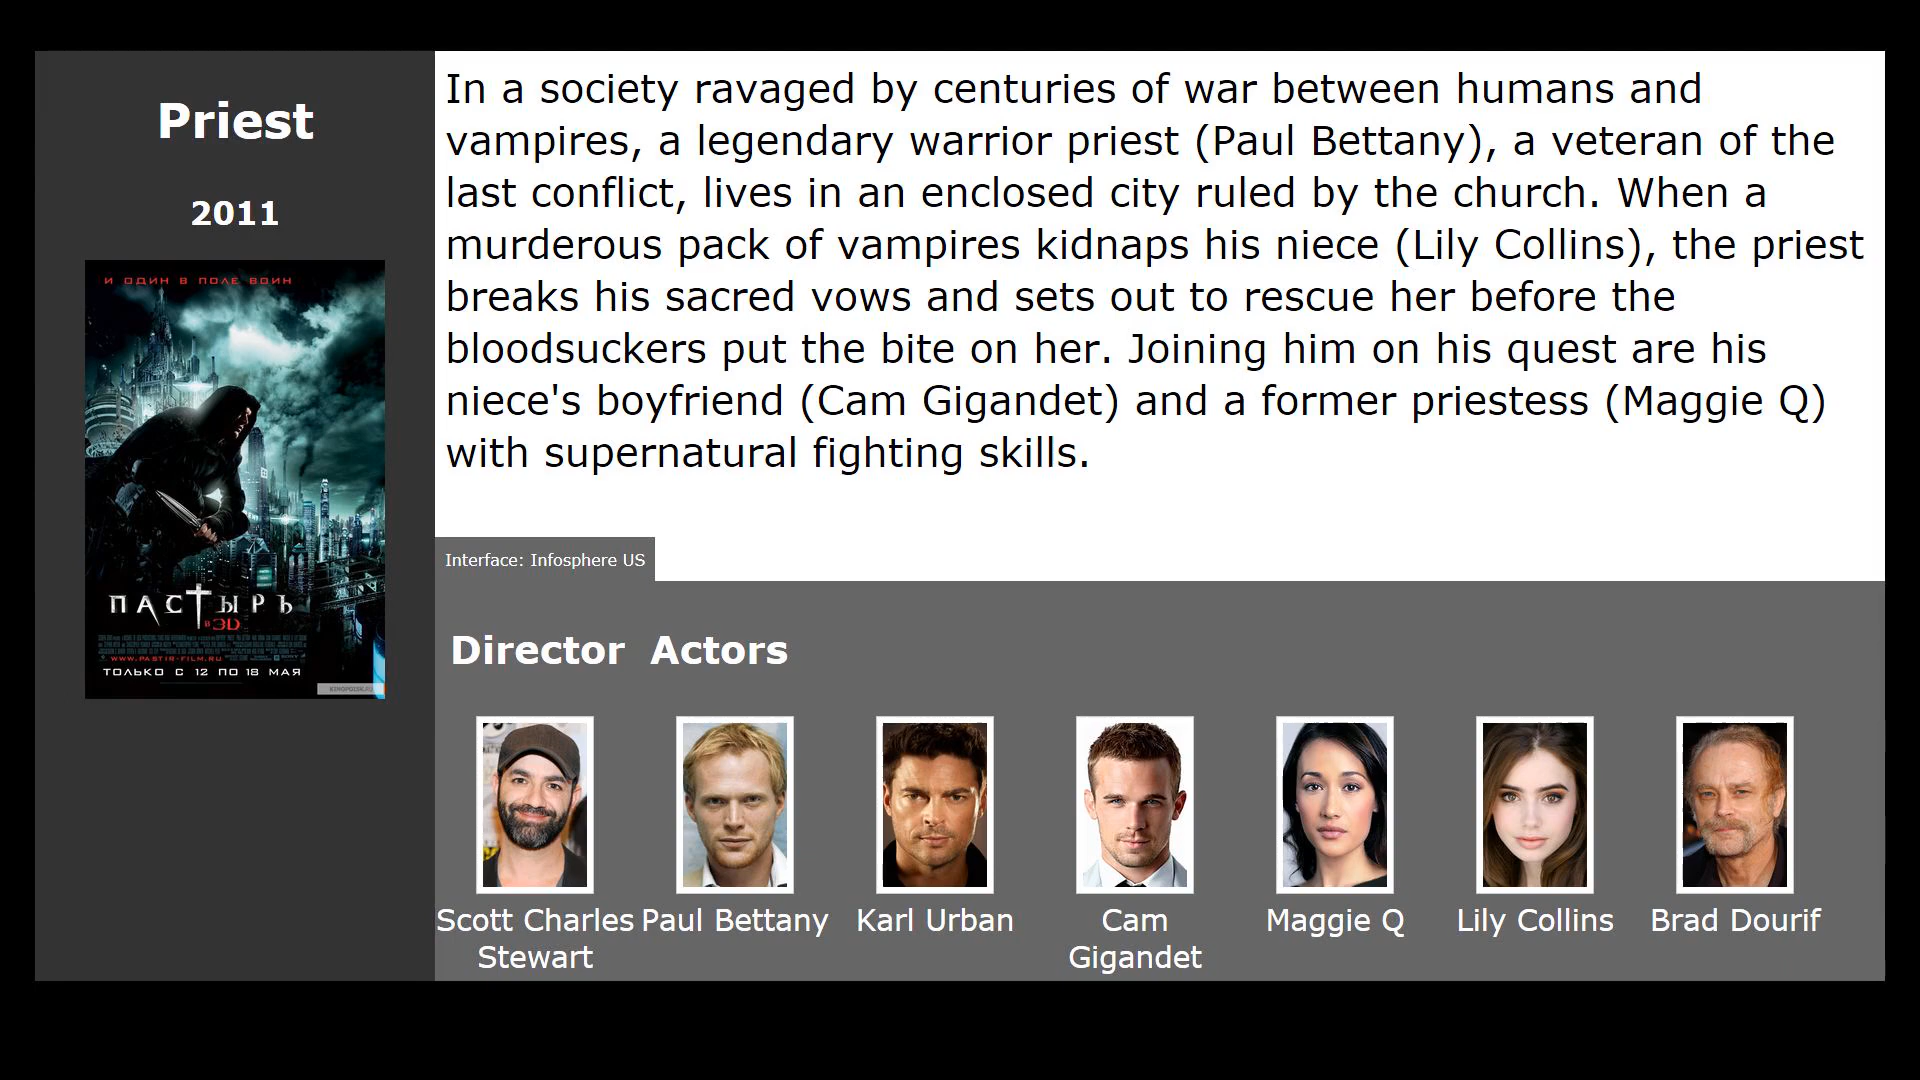 Priest
2011
И ОДИН В ПОЛЕ ВОИН
ПАСТЫРЬ
В 3D
WWW.PASTIR-FILM.RU
ТОЛЬКО С 12 ПО 18 МАЯ
In a society ravaged by centuries of war between humans and
vampires, a legendary warrior priest (Paul Bettany), a veteran of the
last conflict, lives in an enclosed city ruled by the church. When a
murderous pack of vampires kidnaps his niece (Lily Collins), the priest
breaks his sacred vows and sets out to rescue her before the
bloodsuckers put the bite on her. Joining him on his quest are his
niece's boyfriend (Cam Gigandet) and a former priestess (Maggie Q)
with supernatural fighting skills.
Interface: Infosphere US
Director Actors
Scott Charles Stewart
Paul Bettany
Karl Urban
Cam Gigandet
Maggie Q
Lily Collins
Brad Dourif